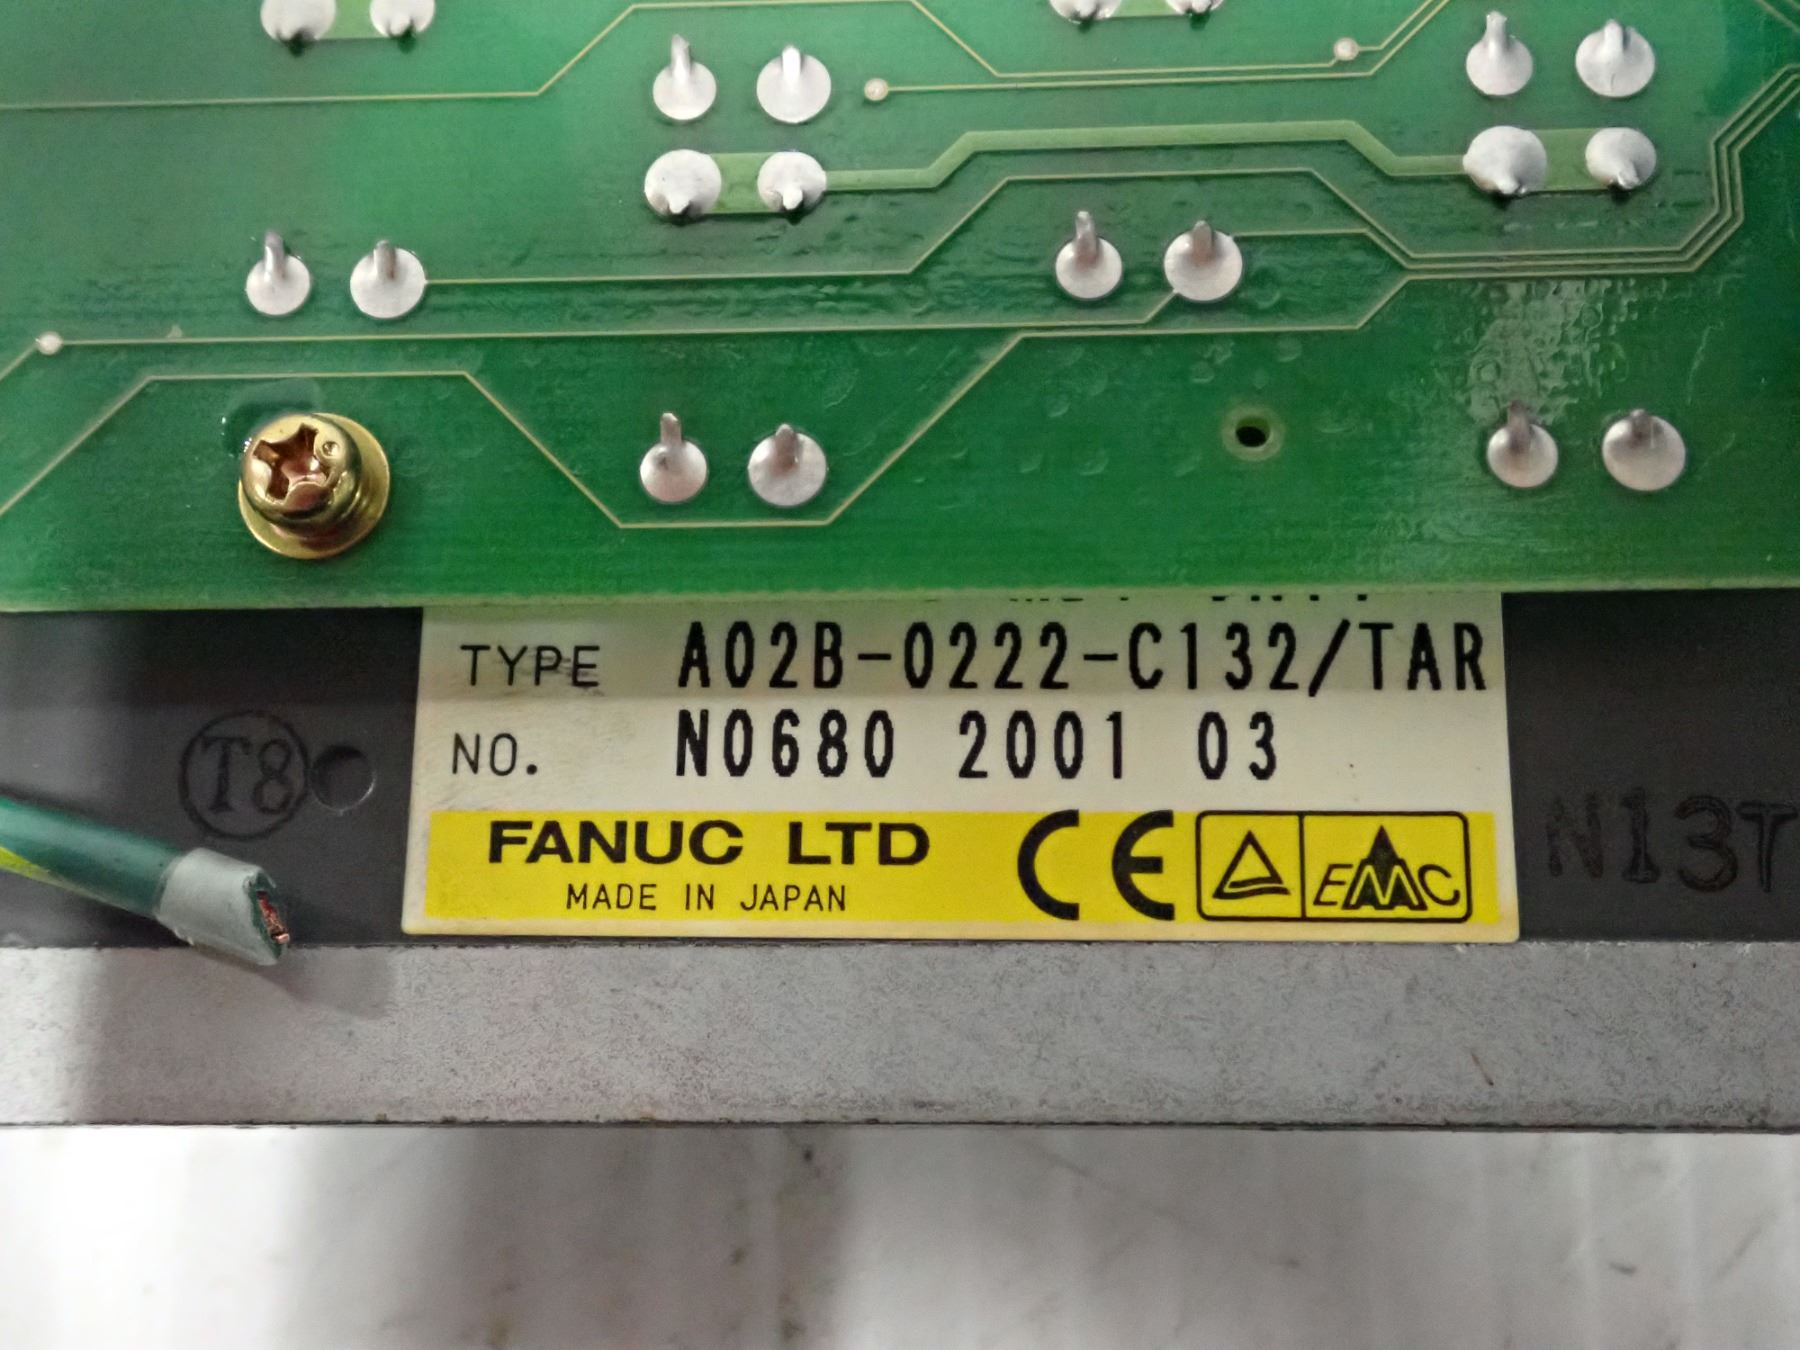 TYPE A02B-0222-C132/TAR
NO. N0680 2001 03
FANUC LTD
MADE IN JAPAN
CE
EMC
T8
N13T